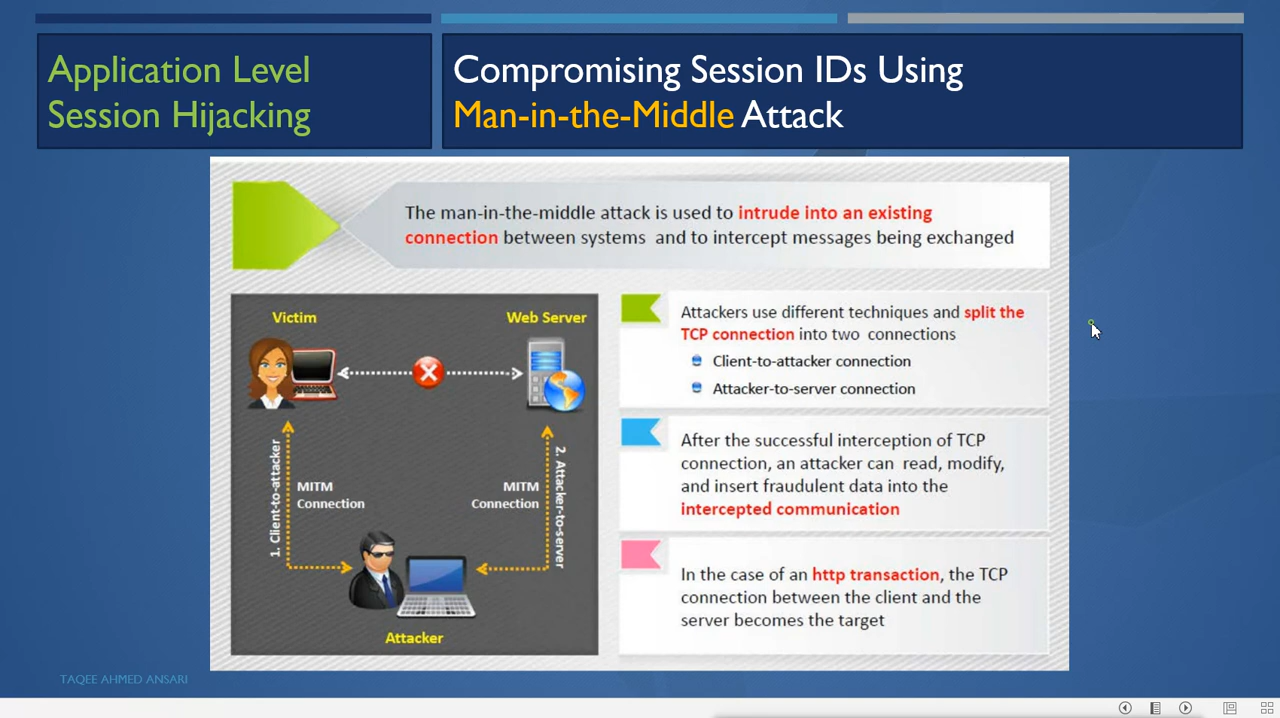 Application Level
Session Hijacking
Compromising Session IDs Using
Man-in-the-Middle Attack
The man-in-the-middle attack is used to intrude into an existing
connection between systems and to intercept messages being exchanged
Victim
Web Server
1. Client-to-attacker
MITM
Connection
MITM
Connection
2. Attacker-to-server
Attacker
Attackers use different techniques and split the
TCP connection into two connections
Client-to-attacker connection
Attacker-to-server connection
After the successful interception of TCP
connection, an attacker can read, modify,
and insert fraudulent data into the
intercepted communication
In the case of an http transaction, the TCP
connection between the client and the
server becomes the target
TAQEE AHMED ANSARI